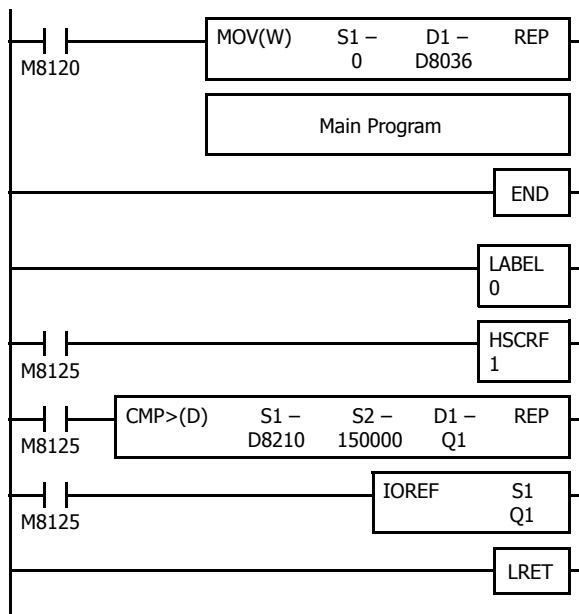 MOV(W) S1 – D1 – REP
M8120 0 D8036
Main Program
END
LABEL
0
HSCRF
M8125 1
CMP>(D) S1 – S2 – D1 – REP
M8125 D8210 150000 Q1
IOREF S1
M8125 Q1
LRET